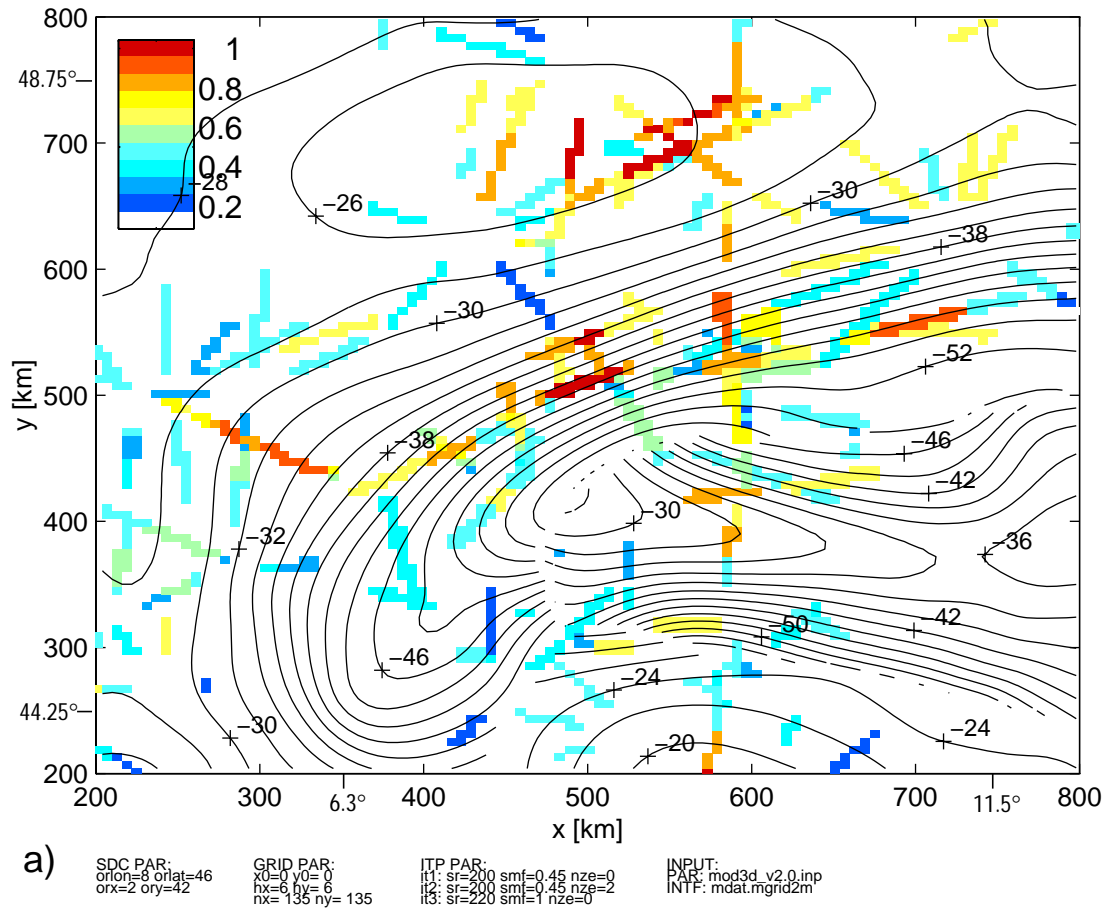 800
700
600
500
400
300
200
48.75°
44.25°
y [km]
1
0.8
0.6
0.4
0.2
−28
−26
−30
−38
−30
−52
−38
−46
−42
−30
−32
−36
−42
−50
−46
−24
−30
−24
−20
200 300 400 500 600 700 800
6.3° 11.5°
x [km]
a)
SDC PAR:
orlon=8 orlat=46
orx=2 ory=42
GRID PAR:
x0=0 y0= 0
hx=6 hy= 6
nx= 135 ny= 135
ITP PAR:
it1: sr=200 smf=0.45 nze=0
it2: sr=200 smf=0.45 nze=2
it3: sr=220 smf=1 nze=0
INPUT:
PAR: mod3d_v2.0.inp
INTF: mdat.mgrid2m